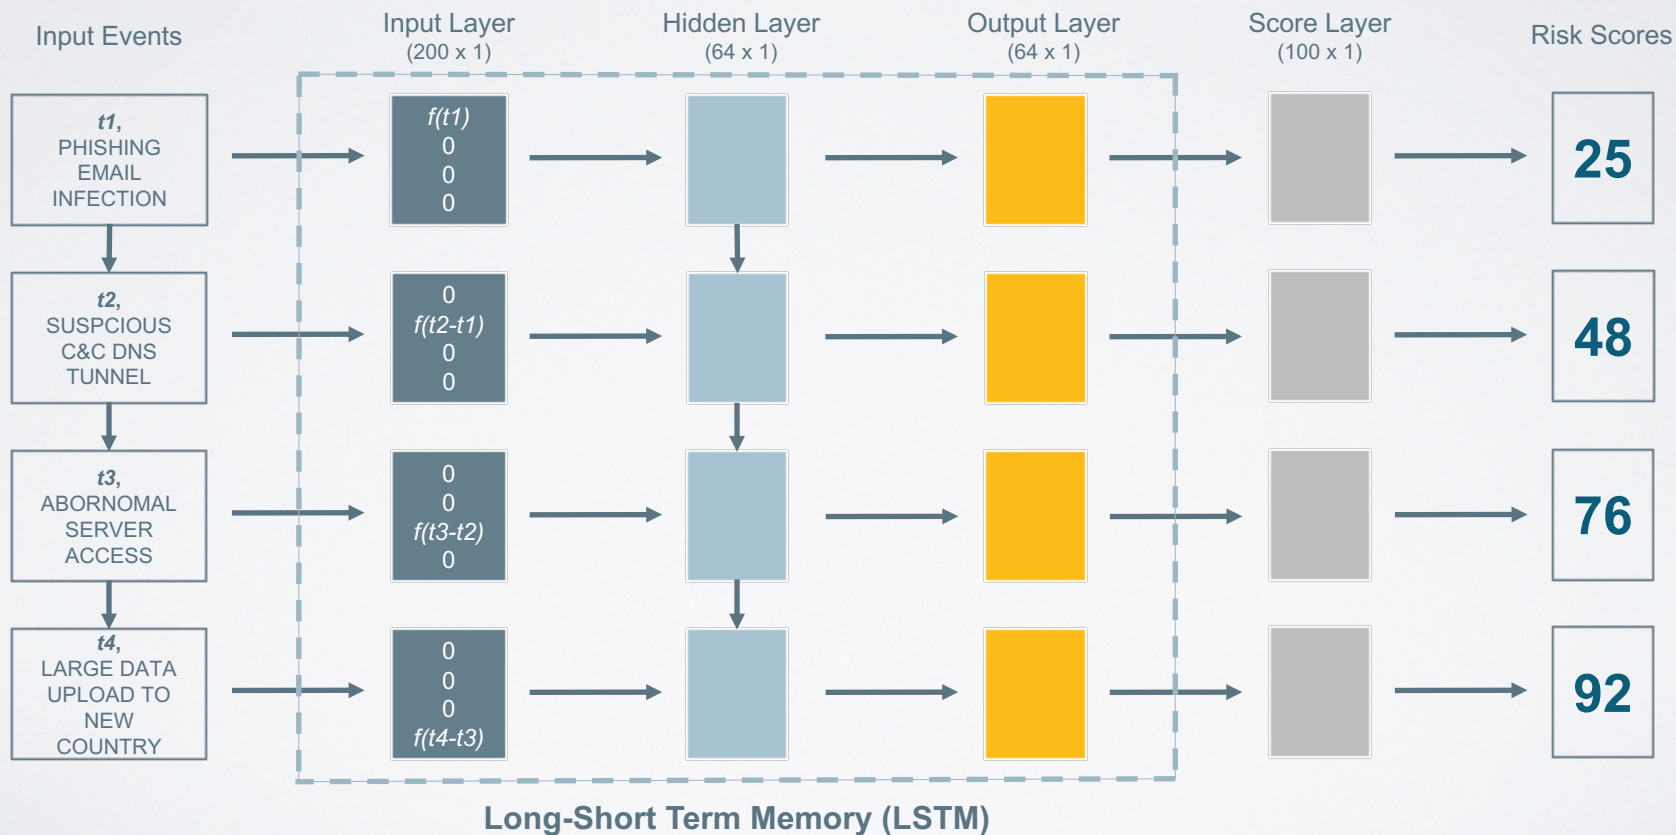 Input Events
Input Layer
(200 x 1)
Hidden Layer
(64 x 1)
Output Layer
(64 x 1)
Score Layer
(100 x 1)
Risk Scores
t1,
PHISHING
EMAIL
INFECTION
f(t1)
0
0
0
25
t2,
SUSPCIOUS
C&C DNS
TUNNEL
0
f(t2-t1)
0
0
48
t3,
ABORNOMAL
SERVER
ACCESS
0
0
f(t3-t2)
0
76
t4,
LARGE DATA
UPLOAD TO
NEW
COUNTRY
0
0
0
f(t4-t3)
92
Long-Short Term Memory (LSTM)